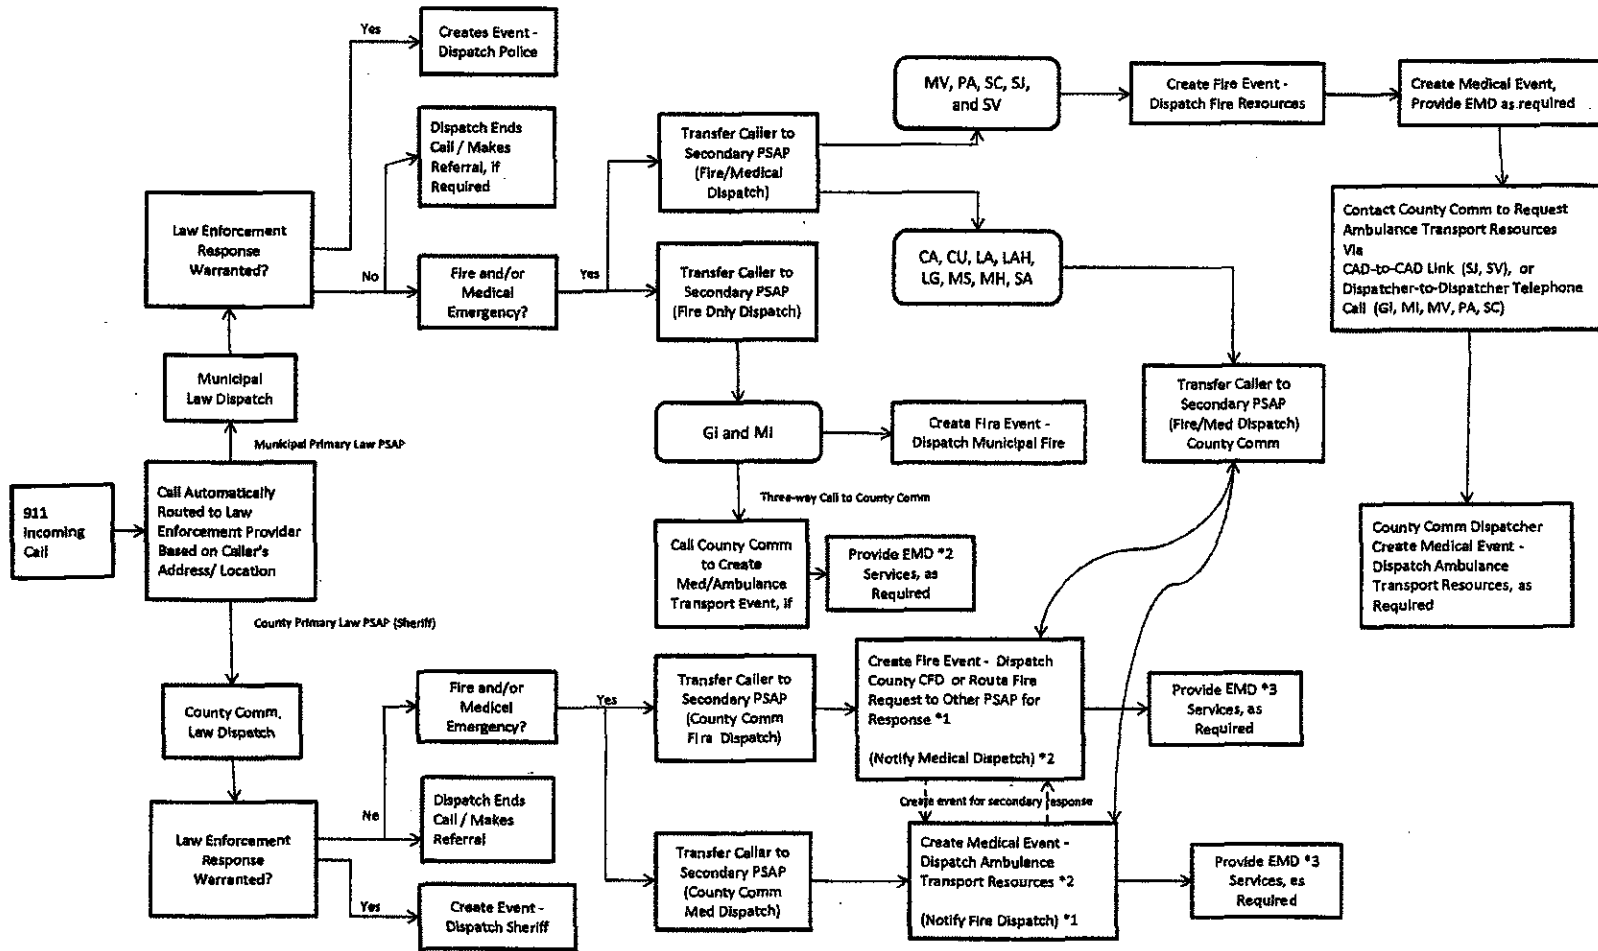 Yes
Creates Event -
Dispatch Police
Dispatch Ends
Call / Makes
Referral, if
Required
Law Enforcement
Response
Warranted?
No
Fire and/or
Medical
Emergency?
Yes
Transfer Caller to
Secondary PSAP
(Fire/Medical
Dispatch)
Transfer Caller to
Secondary PSAP
(Fire Only Dispatch)
MV, PA, SC, SJ,
and SV
Create Fire Event -
Dispatch Fire Resources
Create Medical Event,
Provide EMD as required
CA, CU, LA, LAH,
LG, MS, MH, SA
Contact County Comm to Request
Ambulance Transport Resources
Via
CAD-to-CAD Link (SJ, SV), or
Dispatcher-to-Dispatcher Telephone
Call (GI, MI, MV, PA, SC)
Municipal
Law Dispatch
Municipal Primary Law PSAP
GI and MI
Create Fire Event -
Dispatch Municipal Fire
Transfer Caller to
Secondary PSAP
(Fire/Med Dispatch)
County Comm
911
Incoming
Call
Call Automatically
Routed to Law
Enforcement Provider
Based on Caller's
Address/ Location
Three-way Call to County Comm
Call County Comm
to Create
Med/Ambulance
Transport Event, if
Provide EMD *2
Services, as
Required
County Comm Dispatcher
Create Medical Event -
Dispatch Ambulance
Transport Resources, as
Required
County Primary Law PSAP (Sheriff)
County Comm.
Law Dispatch
Fire and/or
Medical
Emergency?
Yes
Transfer Caller to
Secondary PSAP
(County Comm
Fire Dispatch)
Create Fire Event - Dispatch
County CFD or Route Fire
Request to Other PSAP for
Response *1
(Notify Medical Dispatch) *2
Provide EMD *3
Services, as
Required
Create event for secondary response
No
Dispatch Ends
Call / Makes
Referral
Law Enforcement
Response
Warranted?
Yes
Create Event -
Dispatch Sheriff
Transfer Caller to
Secondary PSAP
(County Comm
Med Dispatch)
Create Medical Event -
Dispatch Ambulance
Transport Resources *2
(Notify Fire Dispatch) *1
Provide EMD *3
Services, as
Required